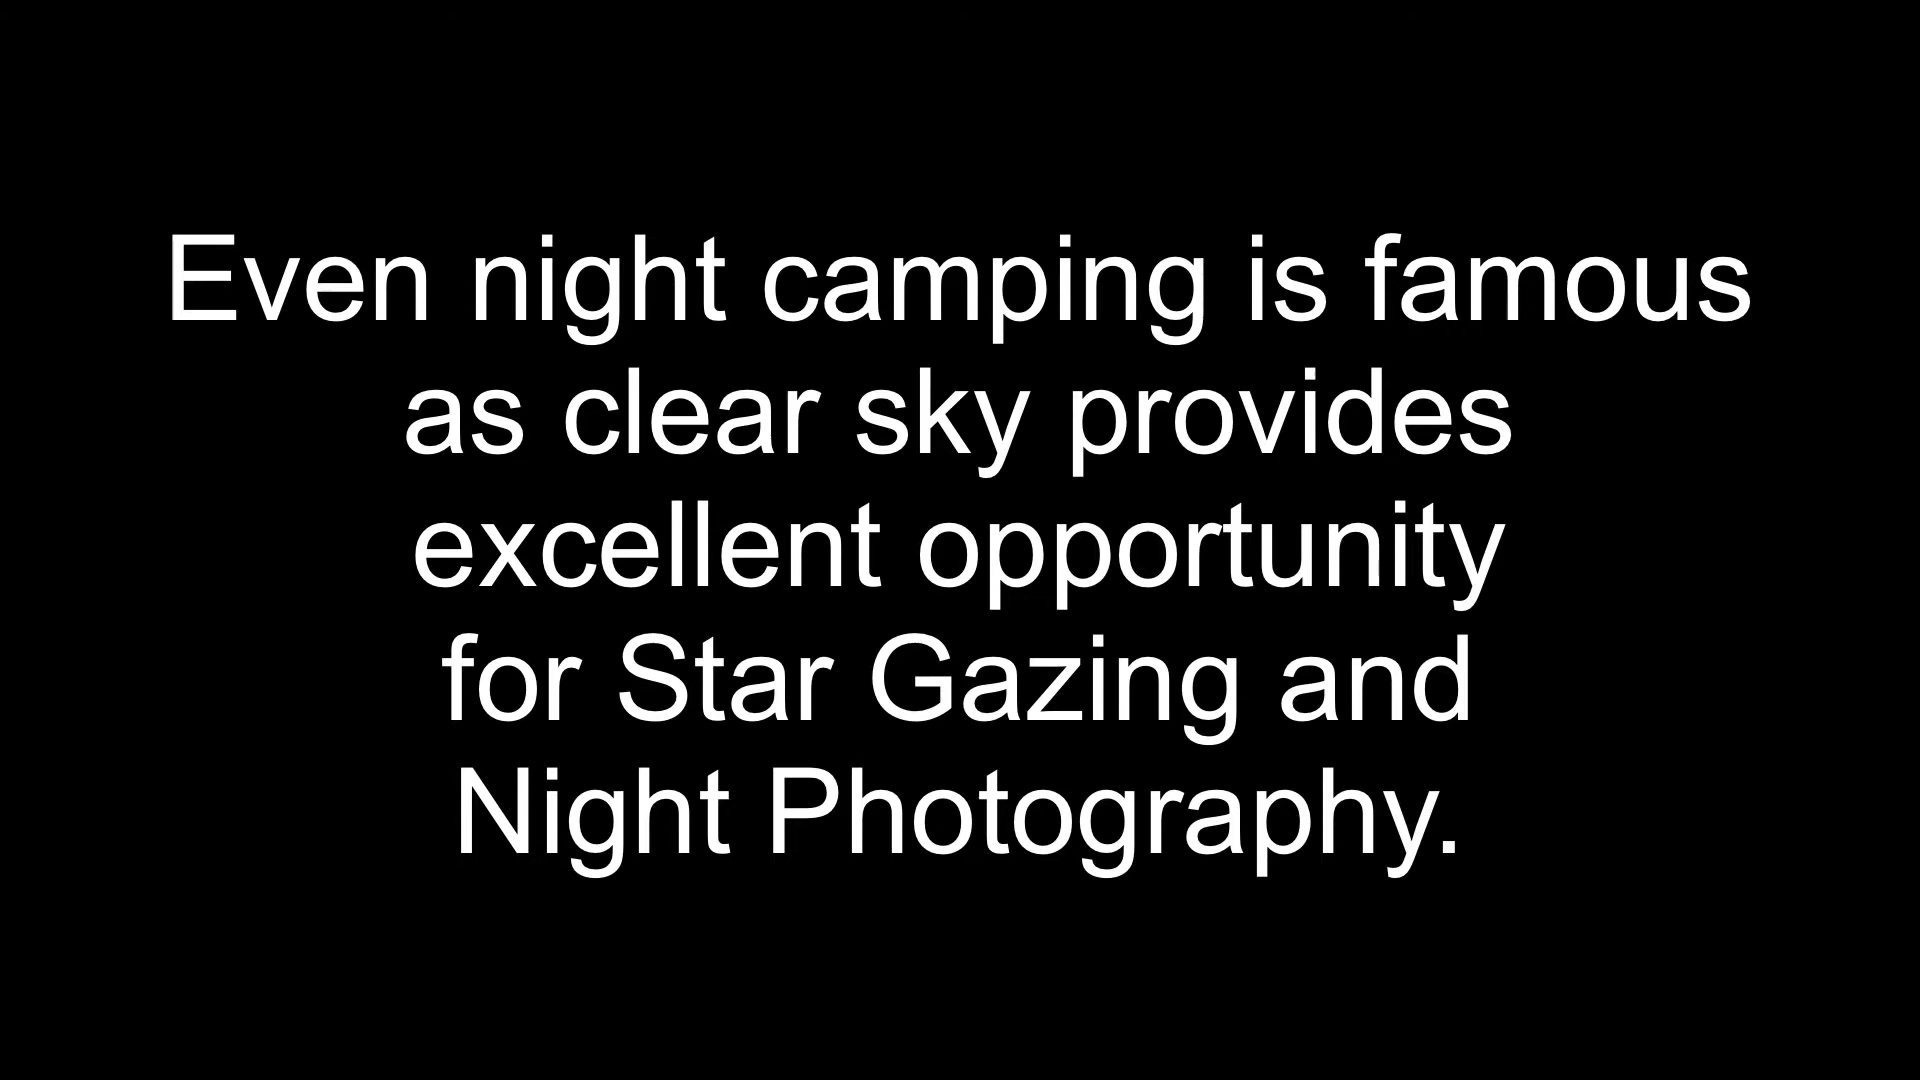 Even night camping is famous
as clear sky provides
excellent opportunity
for Star Gazing and
Night Photography.